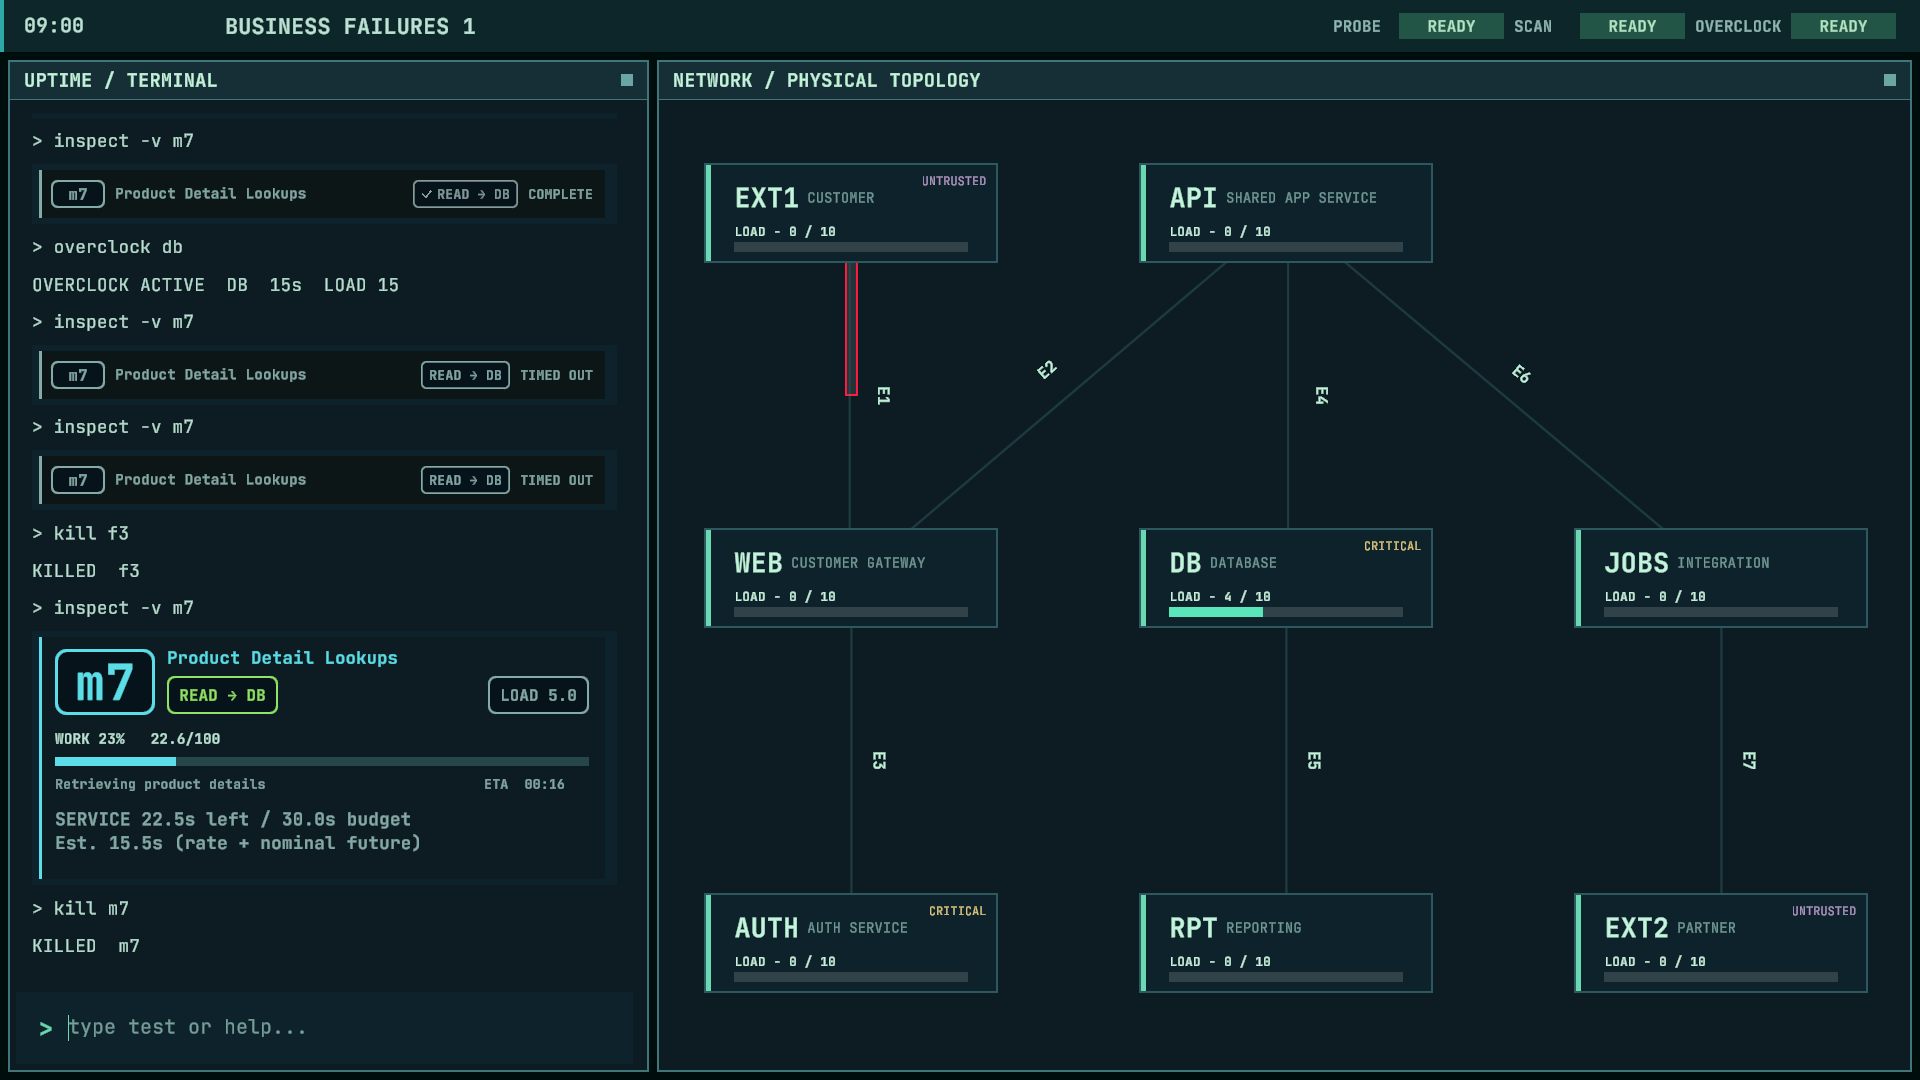 09:00 BUSINESS FAILURES 1 PROBE READY SCAN READY OVERCLOCK READY
UPTIME / TERMINAL
> inspect -v m7
m7 Product Detail Lookups ✓ READ → DB COMPLETE
> overclock db
OVERCLOCK ACTIVE DB 15s LOAD 15
> inspect -v m7
m7 Product Detail Lookups READ → DB TIMED OUT
> inspect -v m7
m7 Product Detail Lookups READ → DB TIMED OUT
> kill f3
KILLED f3
> inspect -v m7
m7 Product Detail Lookups
READ → DB LOAD 5.0
WORK 23% 22.6/100
Retrieving product details ETA 00:16
SERVICE 22.5s left / 30.0s budget
Est. 15.5s (rate + nominal future)
> kill m7
KILLED m7
> type test or help...
NETWORK / PHYSICAL TOPOLOGY
UNTRUSTED
EXT1 CUSTOMER
LOAD - 0 / 10
API SHARED APP SERVICE
LOAD - 0 / 10
E1
E2
E4
E6
WEB CUSTOMER GATEWAY
LOAD - 0 / 10
CRITICAL
DB DATABASE
LOAD - 4 / 10
JOBS INTEGRATION
LOAD - 0 / 10
E3
E5
E7
CRITICAL
AUTH AUTH SERVICE
LOAD - 0 / 10
RPT REPORTING
LOAD - 0 / 10
UNTRUSTED
EXT2 PARTNER
LOAD - 0 / 10